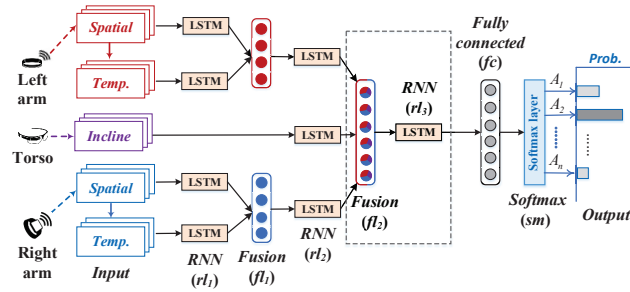 Spatial
LSTM
Temp.
LSTM
LSTM
Left
arm
Incline
LSTM
Torso
Spatial
LSTM
Temp.
LSTM
LSTM
Right
arm
Input
RNN
(rl1)
Fusion
(fl1)
RNN
(rl2)
Fusion
(fl2)
RNN
(rl3)
LSTM
Fully
connected
(fc)
Softmax layer
A1
A2
An
Prob.
Softmax
(sm)
Output